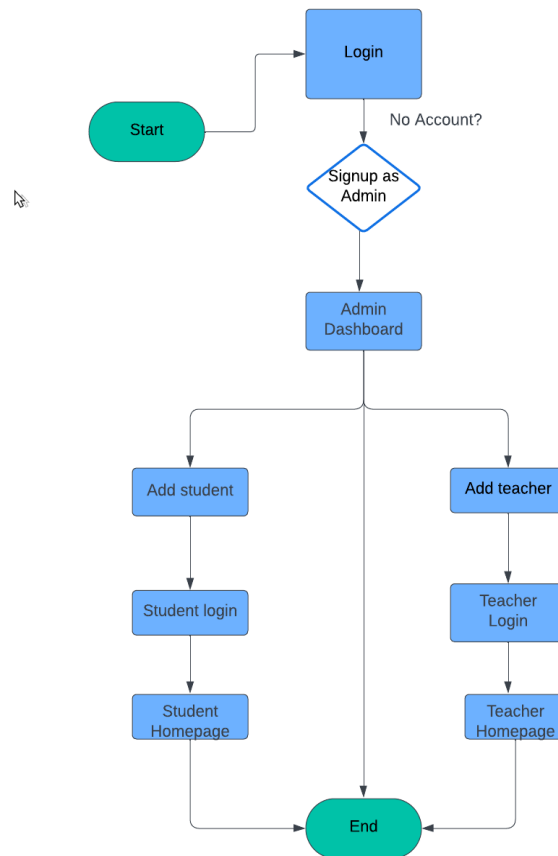 Login
No Account?
Start
Signup as
Admin
Admin
Dashboard
Add student
Add teacher
Student login
Teacher
Login
Student
Homepage
Teacher
Homepage
End